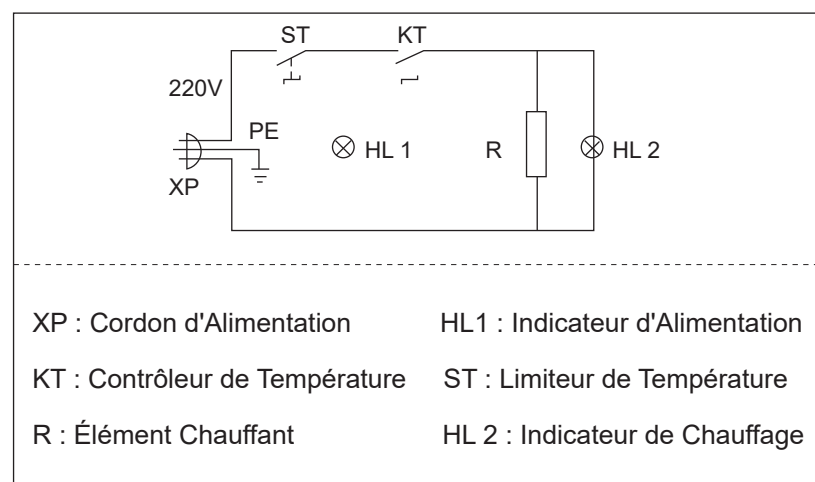 ST KT
220V
PE
HL 1 R HL 2
XP
XP : Cordon d'Alimentation HL1 : Indicateur d'Alimentation
KT : Contrôleur de Température ST : Limiteur de Température
R : Élément Chauffant HL 2 : Indicateur de Chauffage